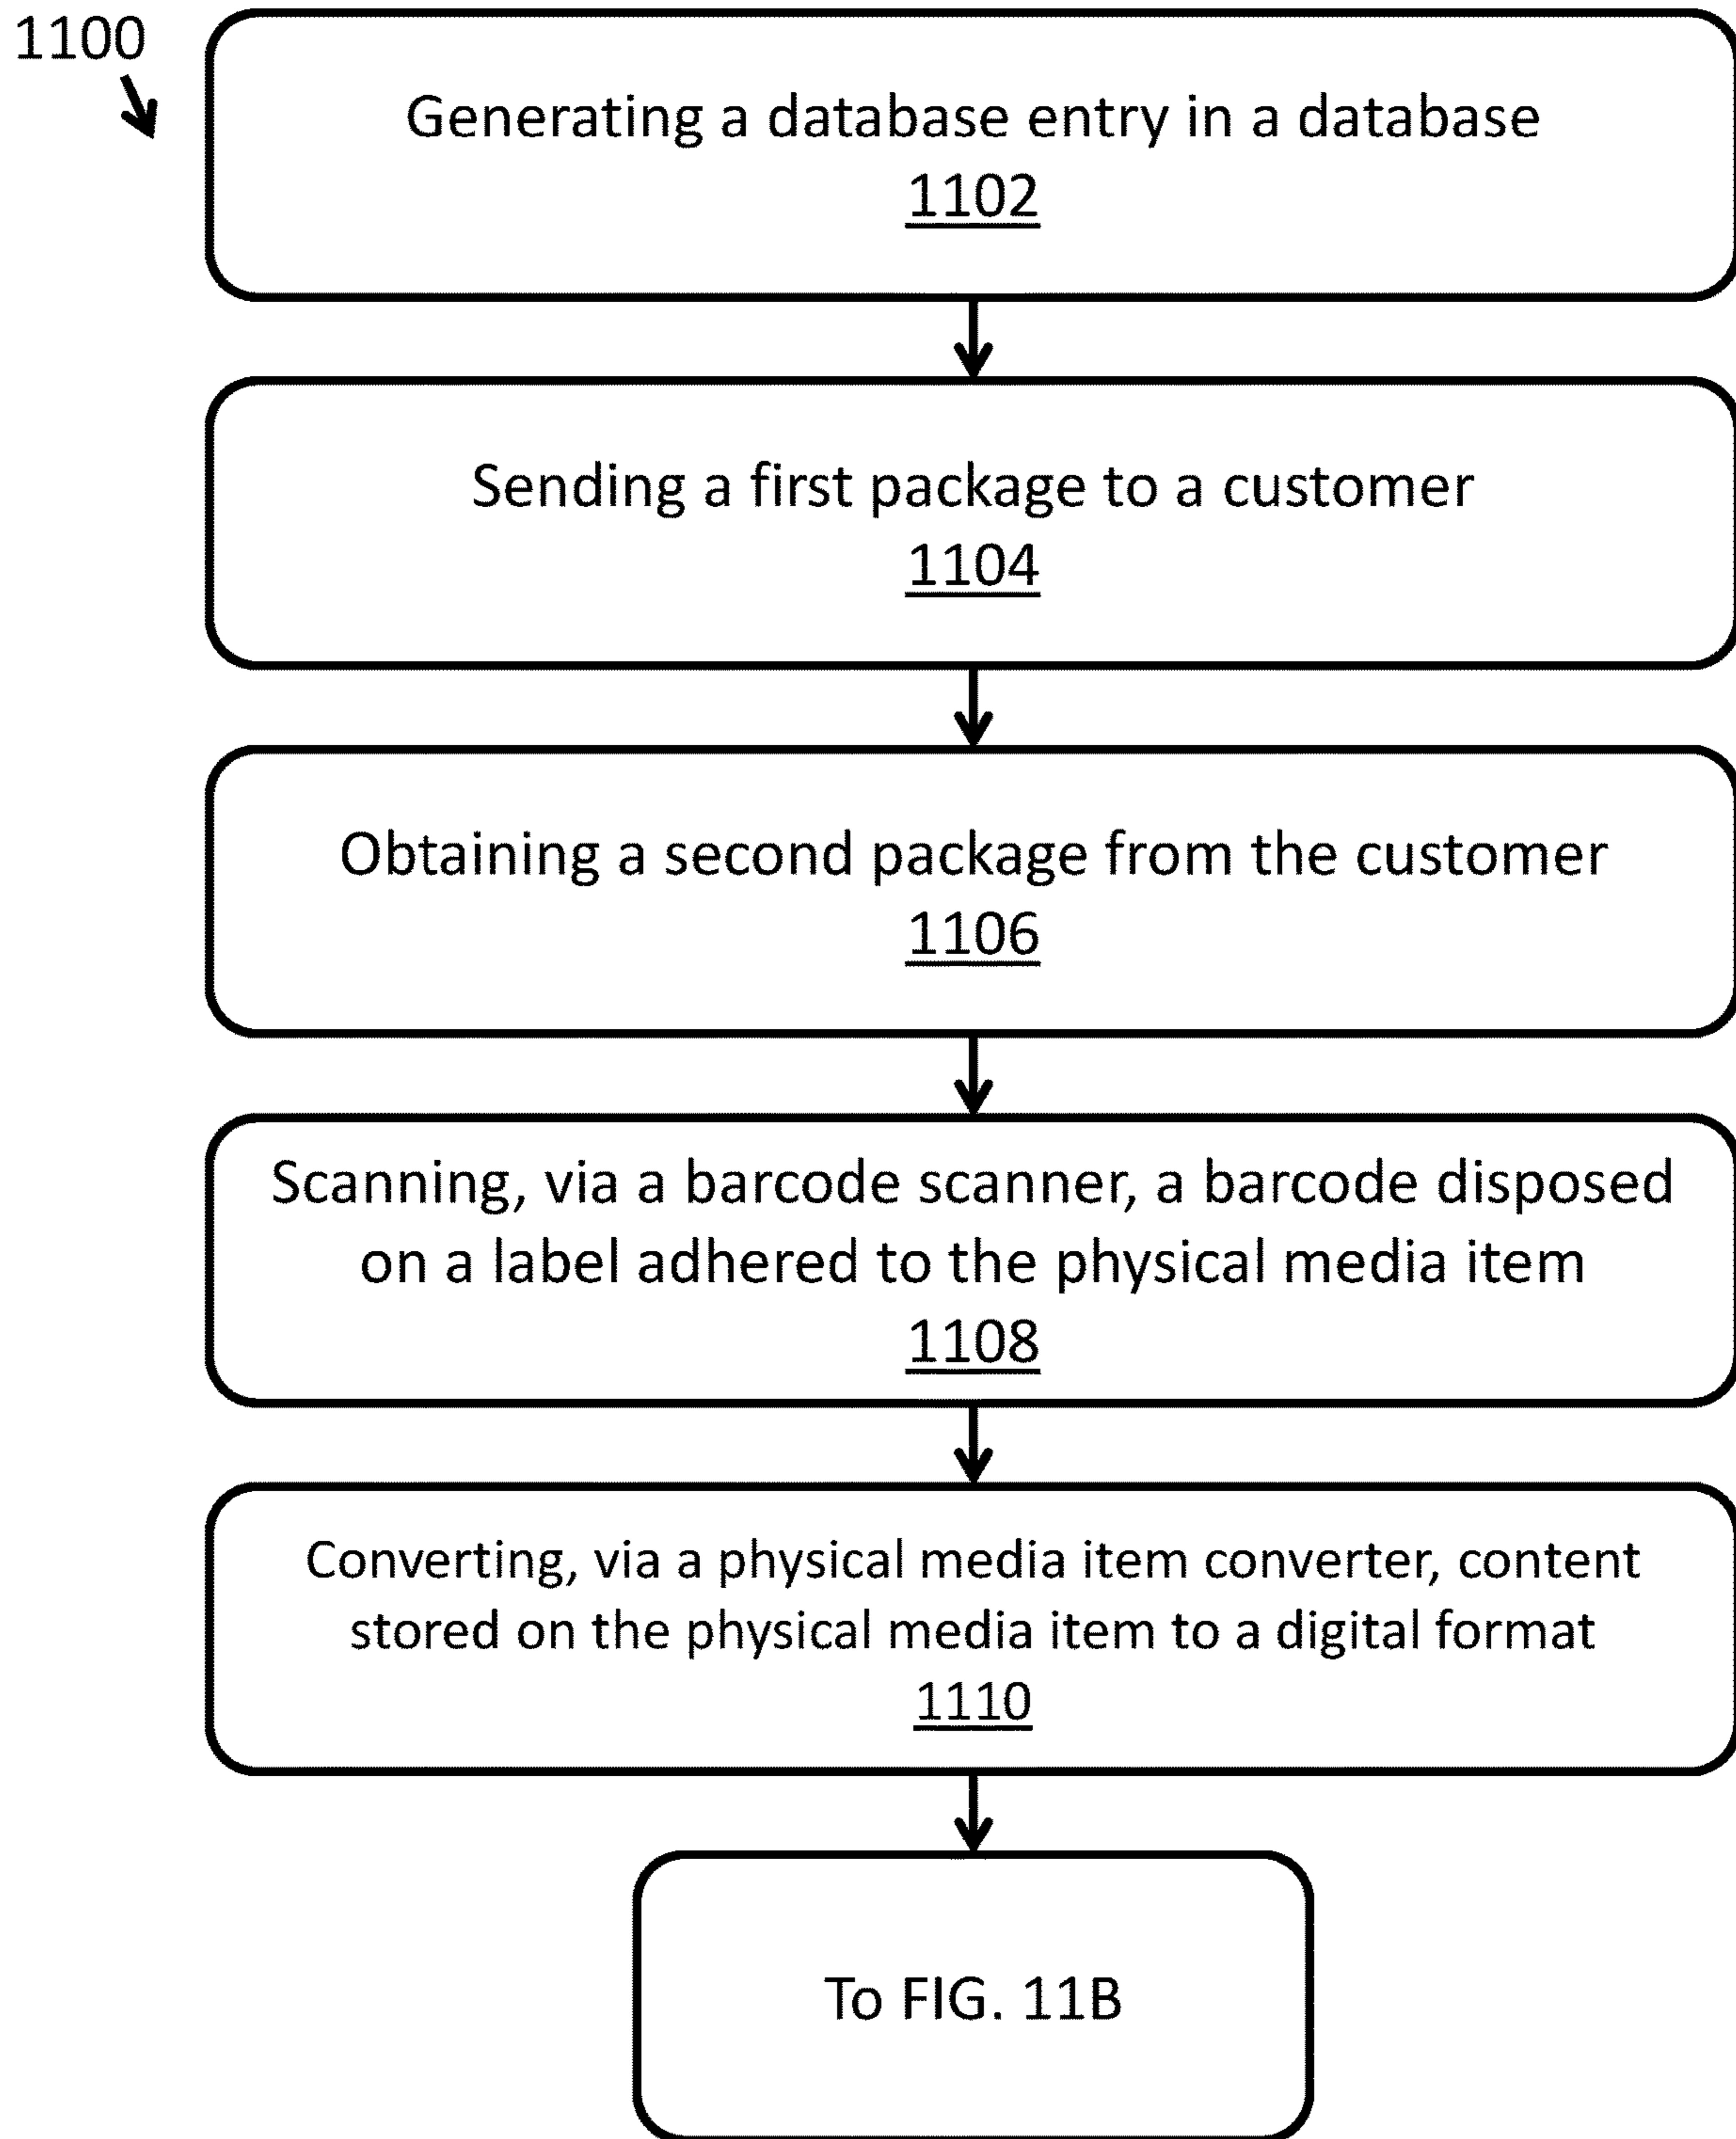 1100
Generating a database entry in a database
1102
Sending a first package to a customer
1104
Obtaining a second package from the customer
1106
Scanning, via a barcode scanner, a barcode disposed
on a label adhered to the physical media item
1108
Converting, via a physical media item converter, content
stored on the physical media item to a digital format
1110
To FIG. 11B